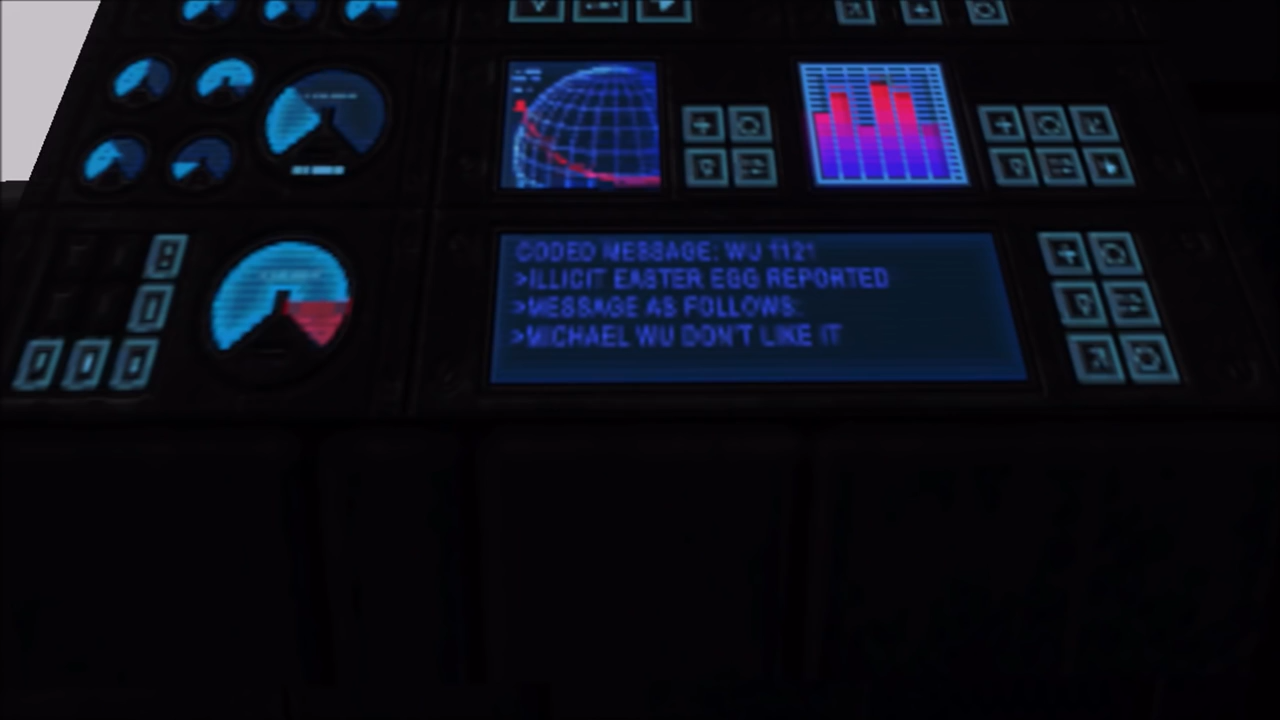 CODED MESSAGE: WU 1121
>ILLICIT EASTER EGG REPORTED
>MESSAGE AS FOLLOWS:
>MICHAEL WU DON'T LIKE IT